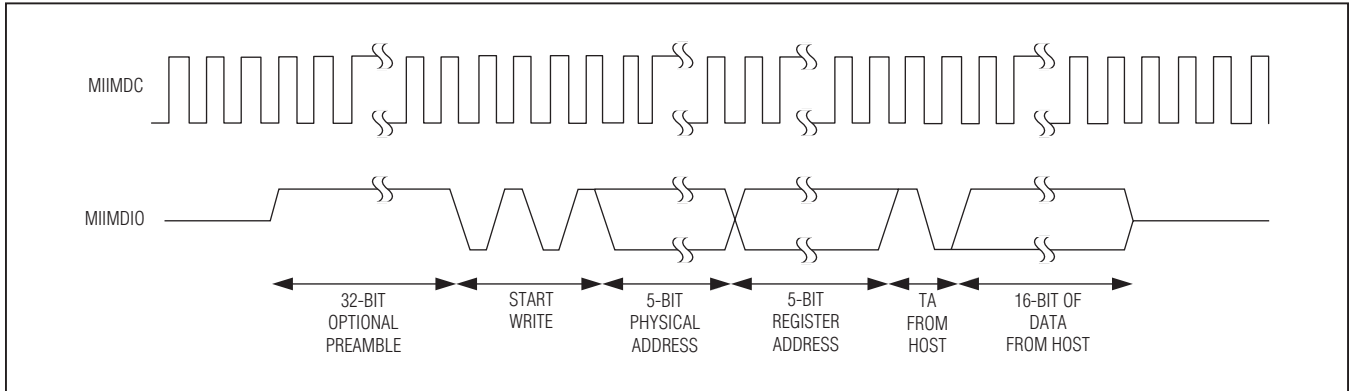 MIIMDC
MIIMDIO
32-BIT
OPTIONAL
PREAMBLE
START
WRITE
5-BIT
PHYSICAL
ADDRESS
5-BIT
REGISTER
ADDRESS
TA
FROM
HOST
16-BIT OF
DATA
FROM HOST